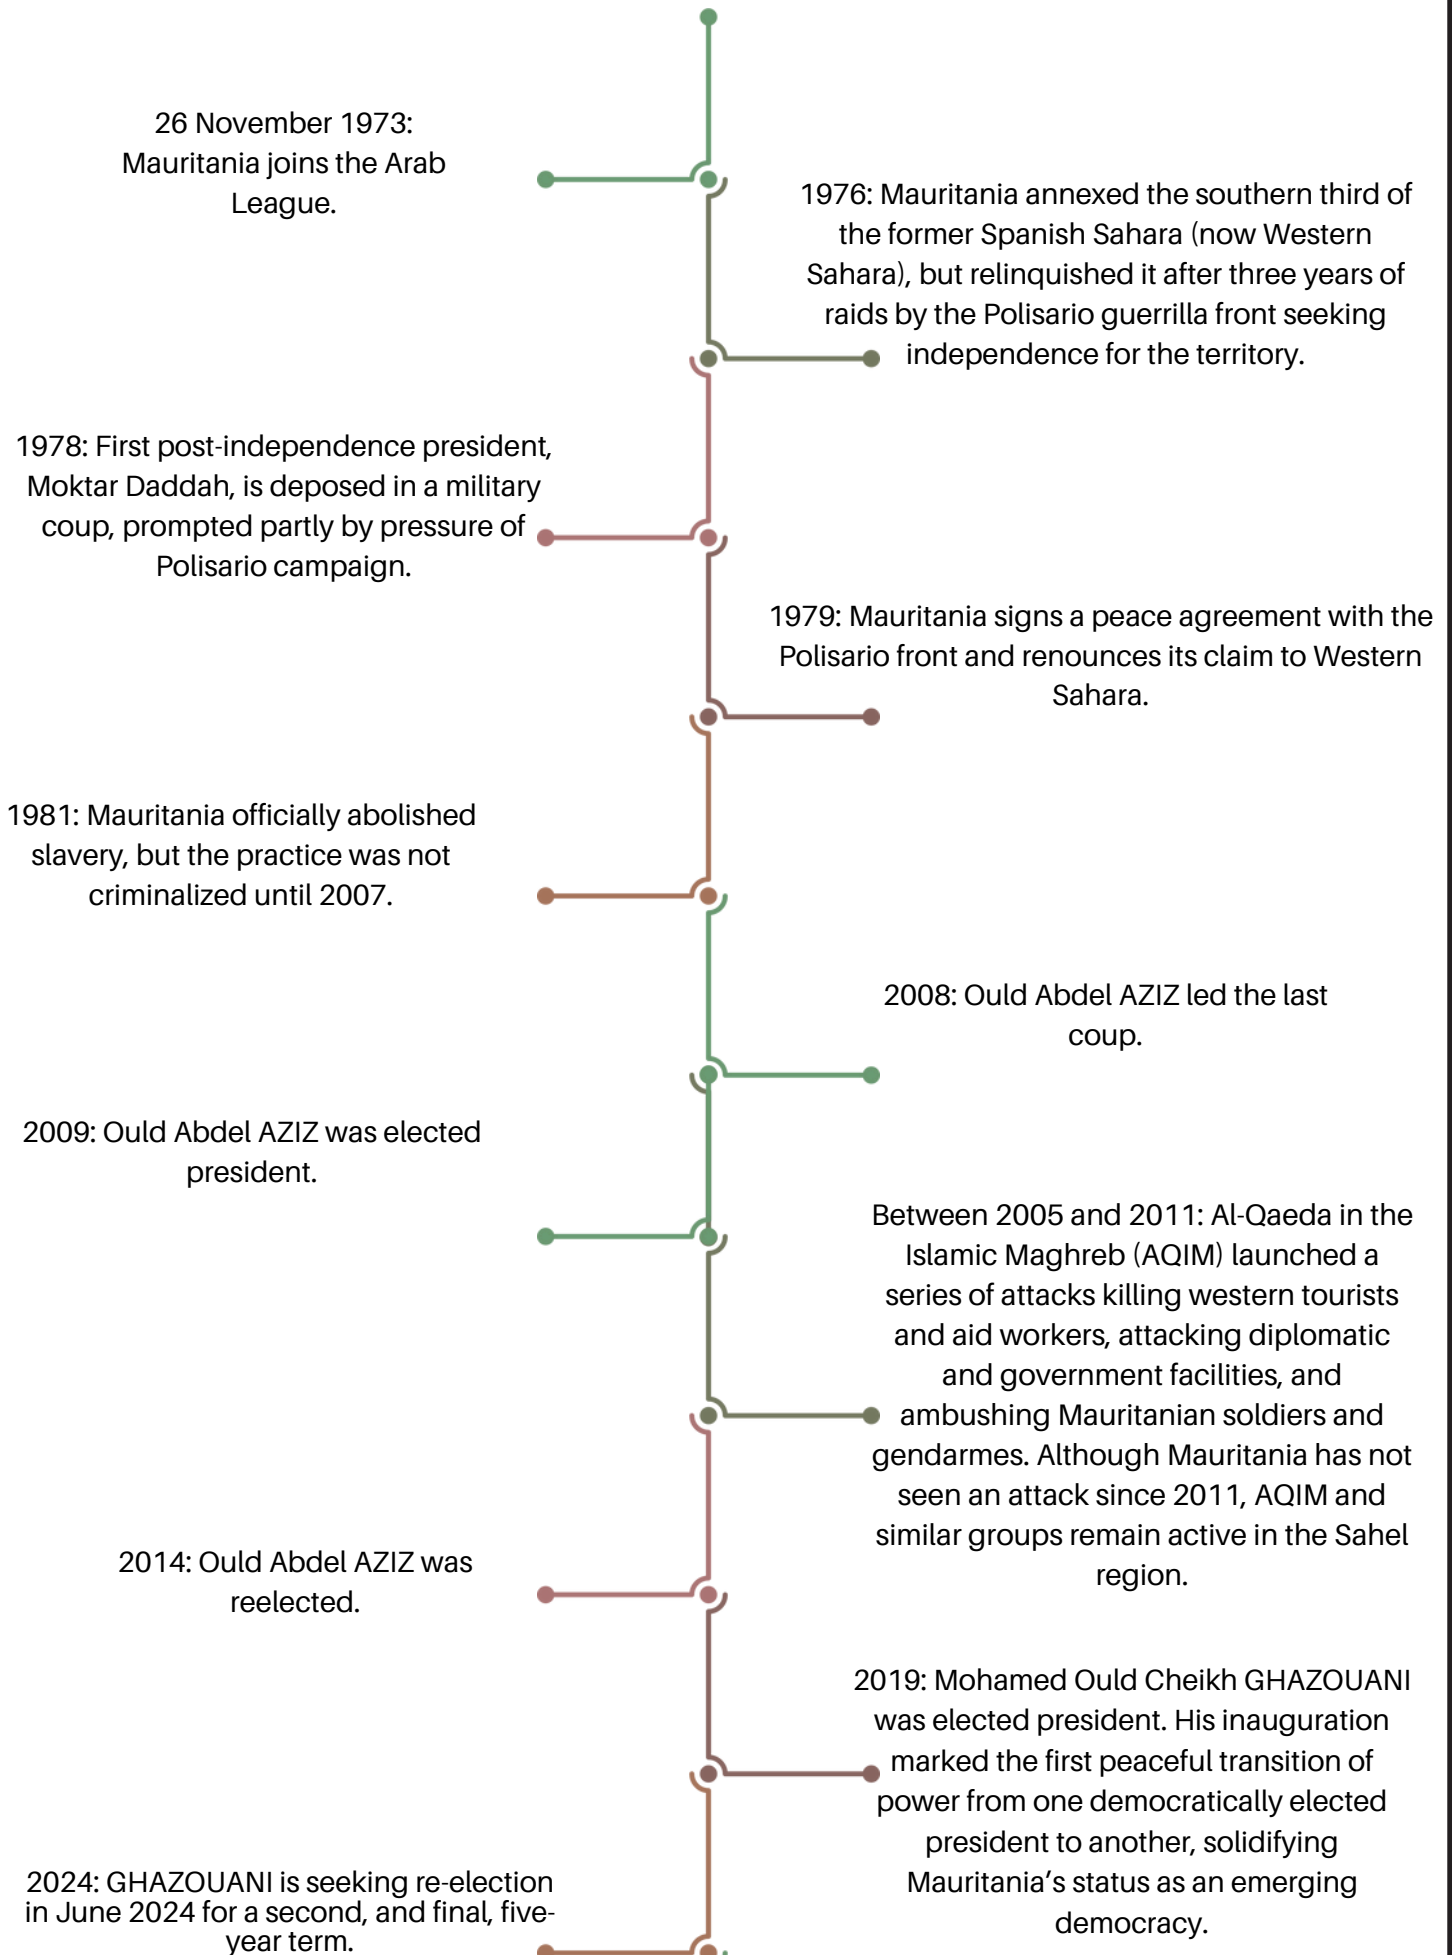 26 November 1973:
Mauritania joins the Arab
League.
1976: Mauritania annexed the southern third of
the former Spanish Sahara (now Western
Sahara), but relinquished it after three years of
raids by the Polisario guerrilla front seeking
independence for the territory.
1978: First post-independence president,
Moktar Daddah, is deposed in a military
coup, prompted partly by pressure of
Polisario campaign.
1979: Mauritania signs a peace agreement with the
Polisario front and renounces its claim to Western
Sahara.
1981: Mauritania officially abolished
slavery, but the practice was not
criminalized until 2007.
2008: Ould Abdel AZIZ led the last
coup.
2009: Ould Abdel AZIZ was elected
president.
Between 2005 and 2011: Al-Qaeda in the
Islamic Maghreb (AQIM) launched a
series of attacks killing western tourists
and aid workers, attacking diplomatic
and government facilities, and
ambushing Mauritanian soldiers and
gendarmes. Although Mauritania has not
seen an attack since 2011, AQIM and
similar groups remain active in the Sahel
region.
2014: Ould Abdel AZIZ was
reelected.
2019: Mohamed Ould Cheikh GHAZOUANI
was elected president. His inauguration
marked the first peaceful transition of
power from one democratically elected
president to another, solidifying
Mauritania's status as an emerging
democracy.
2024: GHAZOUANI is seeking re-election
in June 2024 for a second, and final, five-
year term.